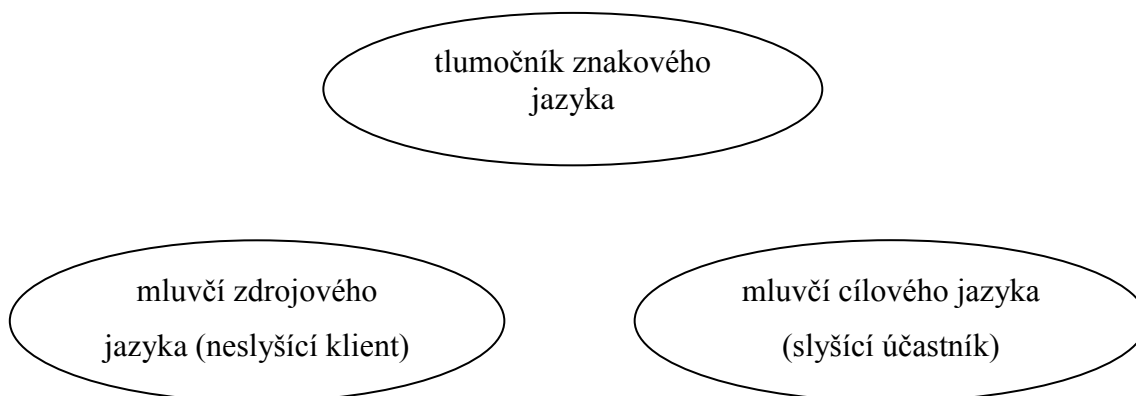 tlumočník znakového
jazyka
mluvčí zdrojového
jazyka (neslyšící klient)
mluvčí cílového jazyka
(slyšící účastník)